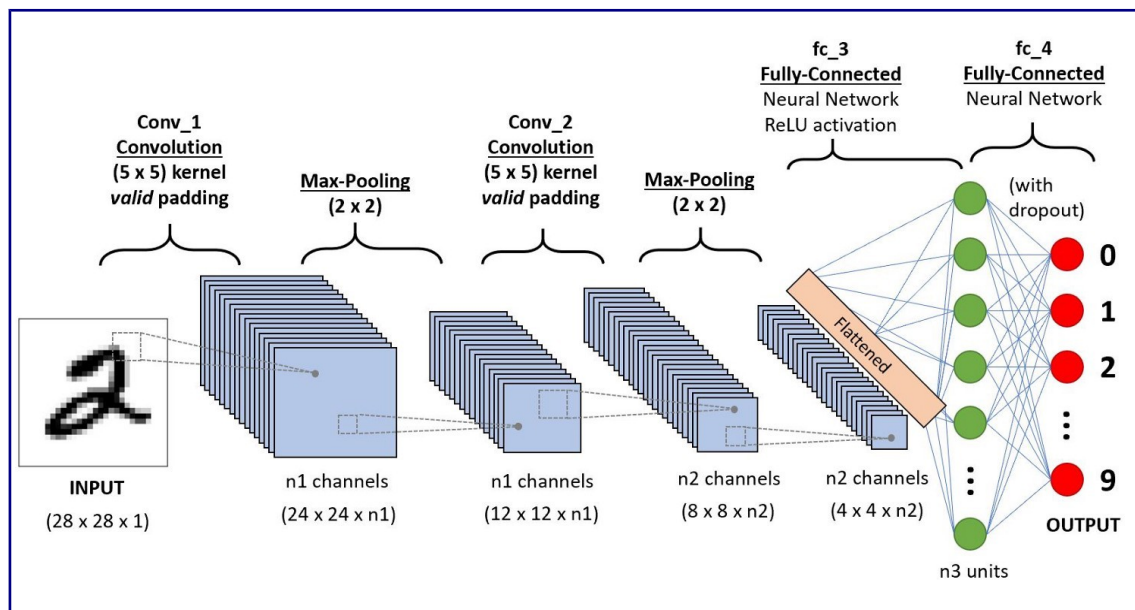 fc_3
Fully-Connected
Neural Network
ReLU activation
fc_4
Fully-Connected
Neural Network
Conv_1
Convolution
(5 x 5) kernel
valid padding
Max-Pooling
(2 x 2)
Conv_2
Convolution
(5 x 5) kernel
valid padding
Max-Pooling
(2 x 2)
(with
dropout)
0
1
2
9
Flattened
INPUT
(28 x 28 x 1)
n1 channels
(24 x 24 x n1)
n1 channels
(12 x 12 x n1)
n2 channels
(8 x 8 x n2)
n2 channels
(4 x 4 x n2)
n3 units
OUTPUT
2